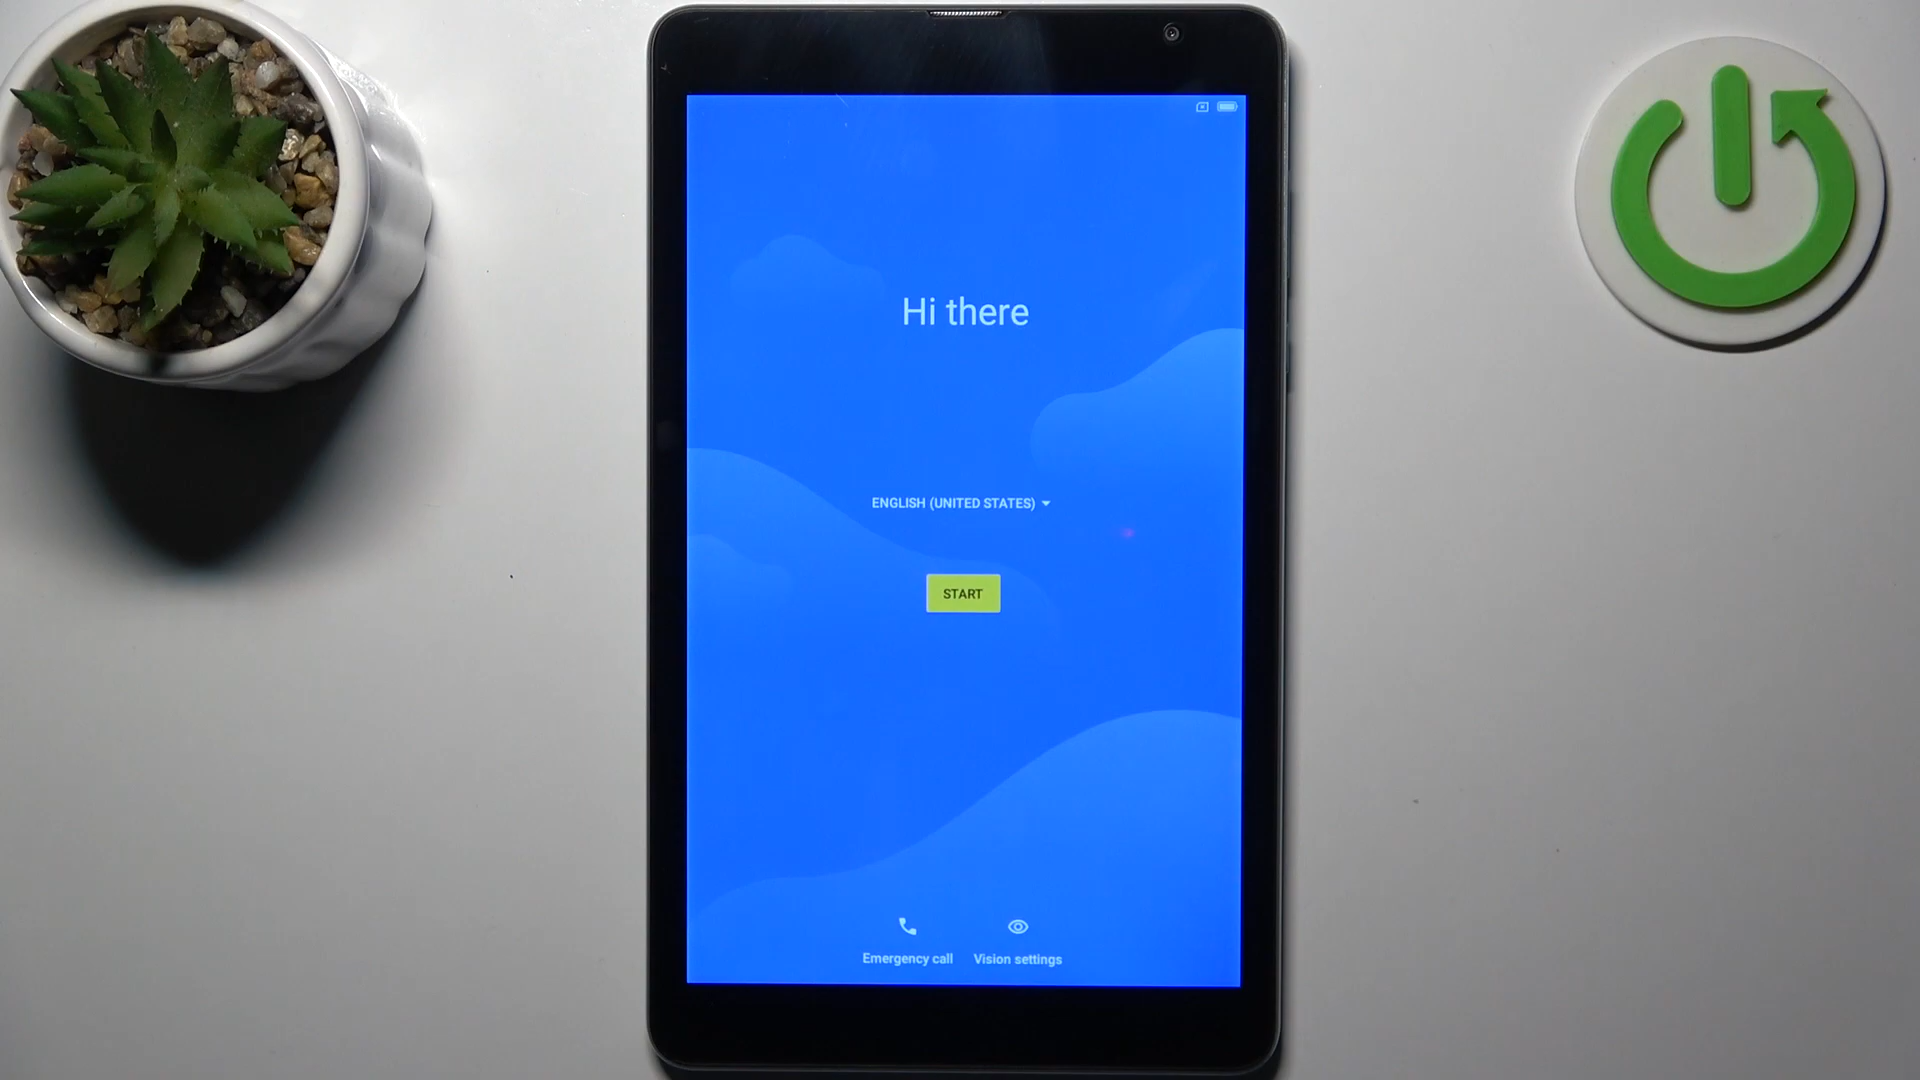 Hi there
ENGLISH (UNITED STATES)
START
Emergency call
Vision settings